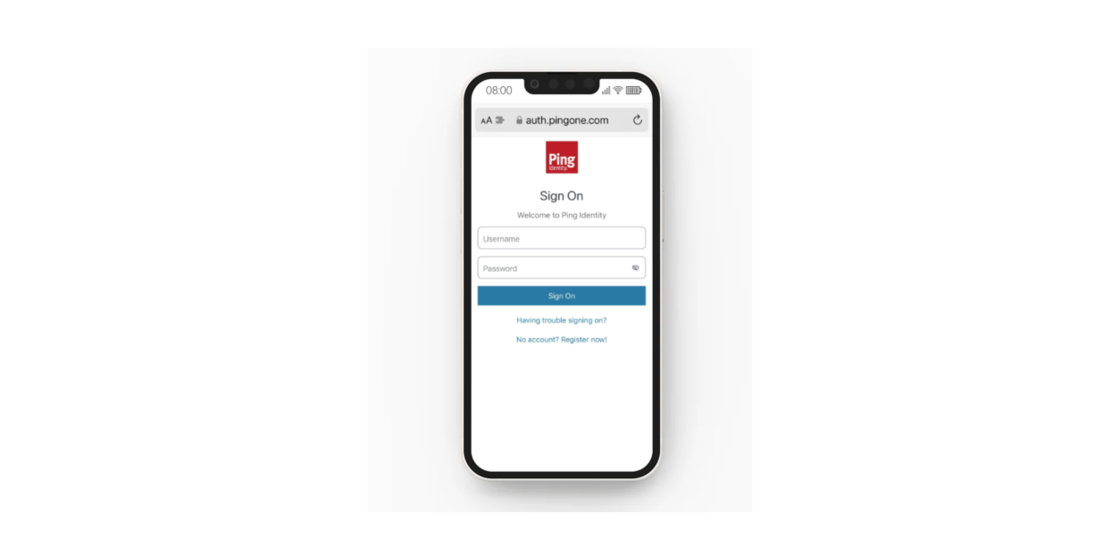 08:00
AA auth.pingone.com
Ping
Identity
Sign On
Welcome to Ping Identity
Username
Password
Sign On
Having trouble signing on?
No account? Register now!